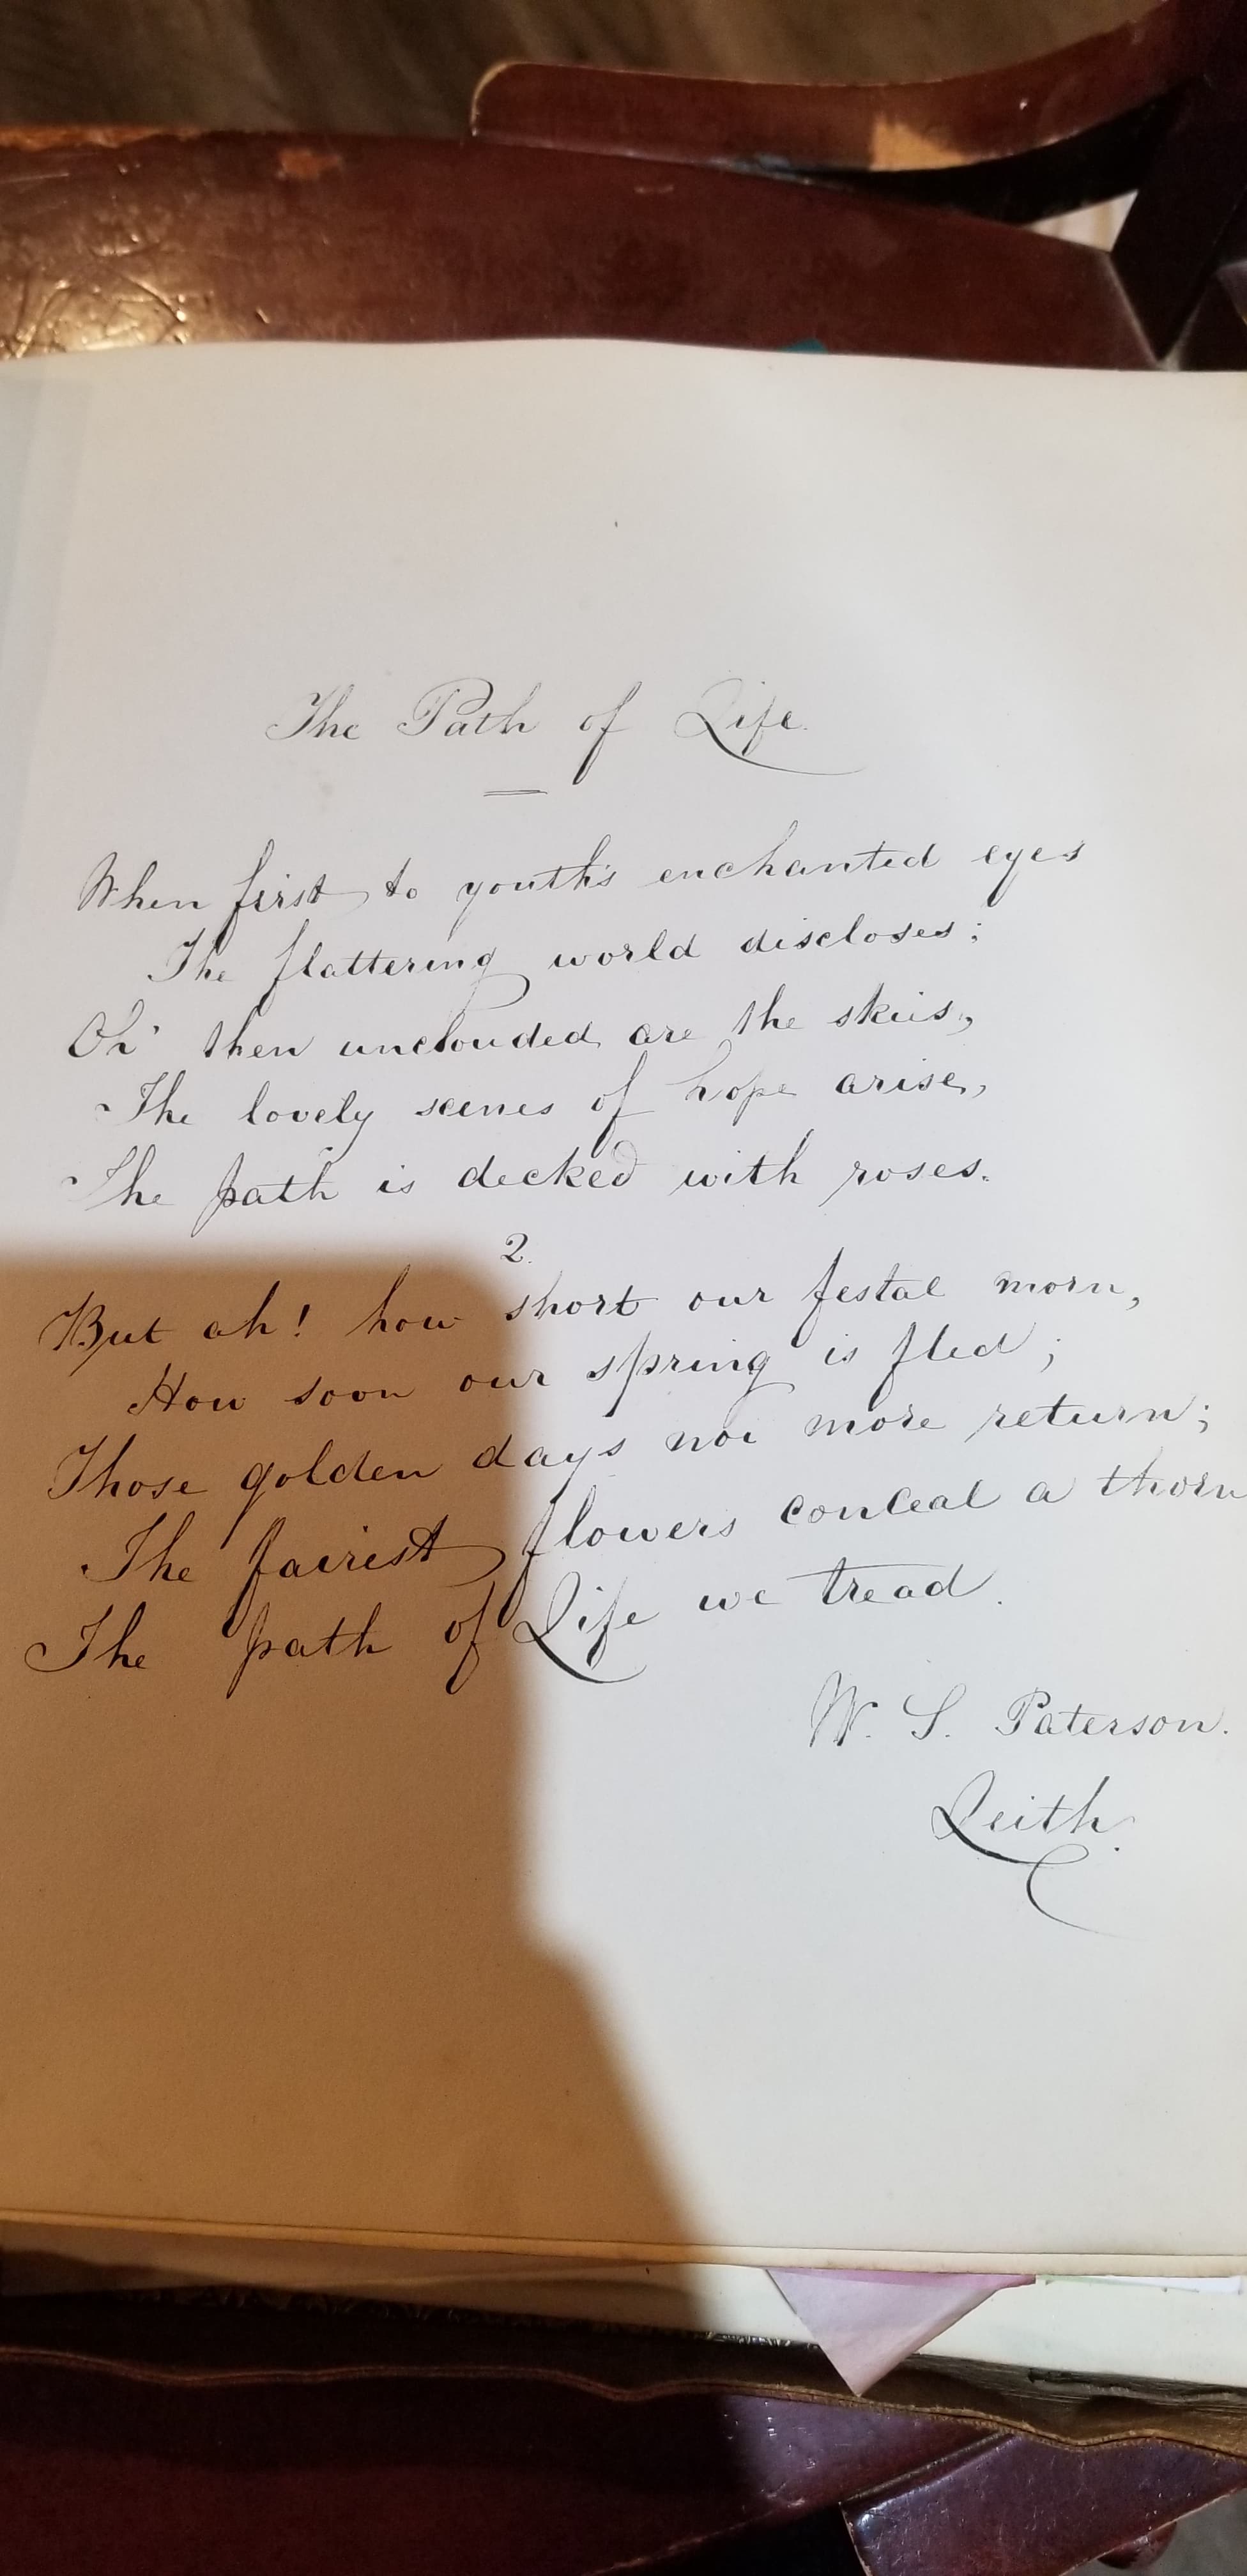 The Path of Life.
When first to youth's enchanted eyes
The flattering world discloses;
Oh' then unclouded are the skies,
The lovely scenes of hope arise,
The path is decked with roses.
2.
But ah! how short our festal morn,
How soon our spring is fled;
Those golden days no more return;
The fairest flowers conceal a thorn
The path of Life we tread.
W. S. Paterson.
Leith.